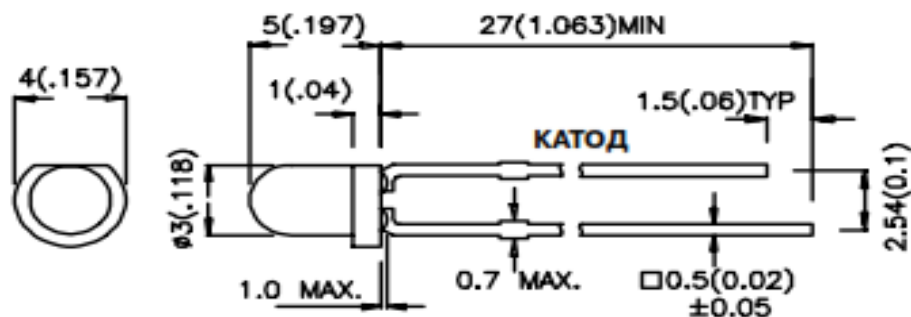 5(.197)
27(1.063)MIN
4(.157)
1(.04)
1.5(.06)TYP
КАТОД
ø3(.118)
2.54(0.1)
1.0 MAX.
0.7 MAX.
□0.5(0.02)
±0.05